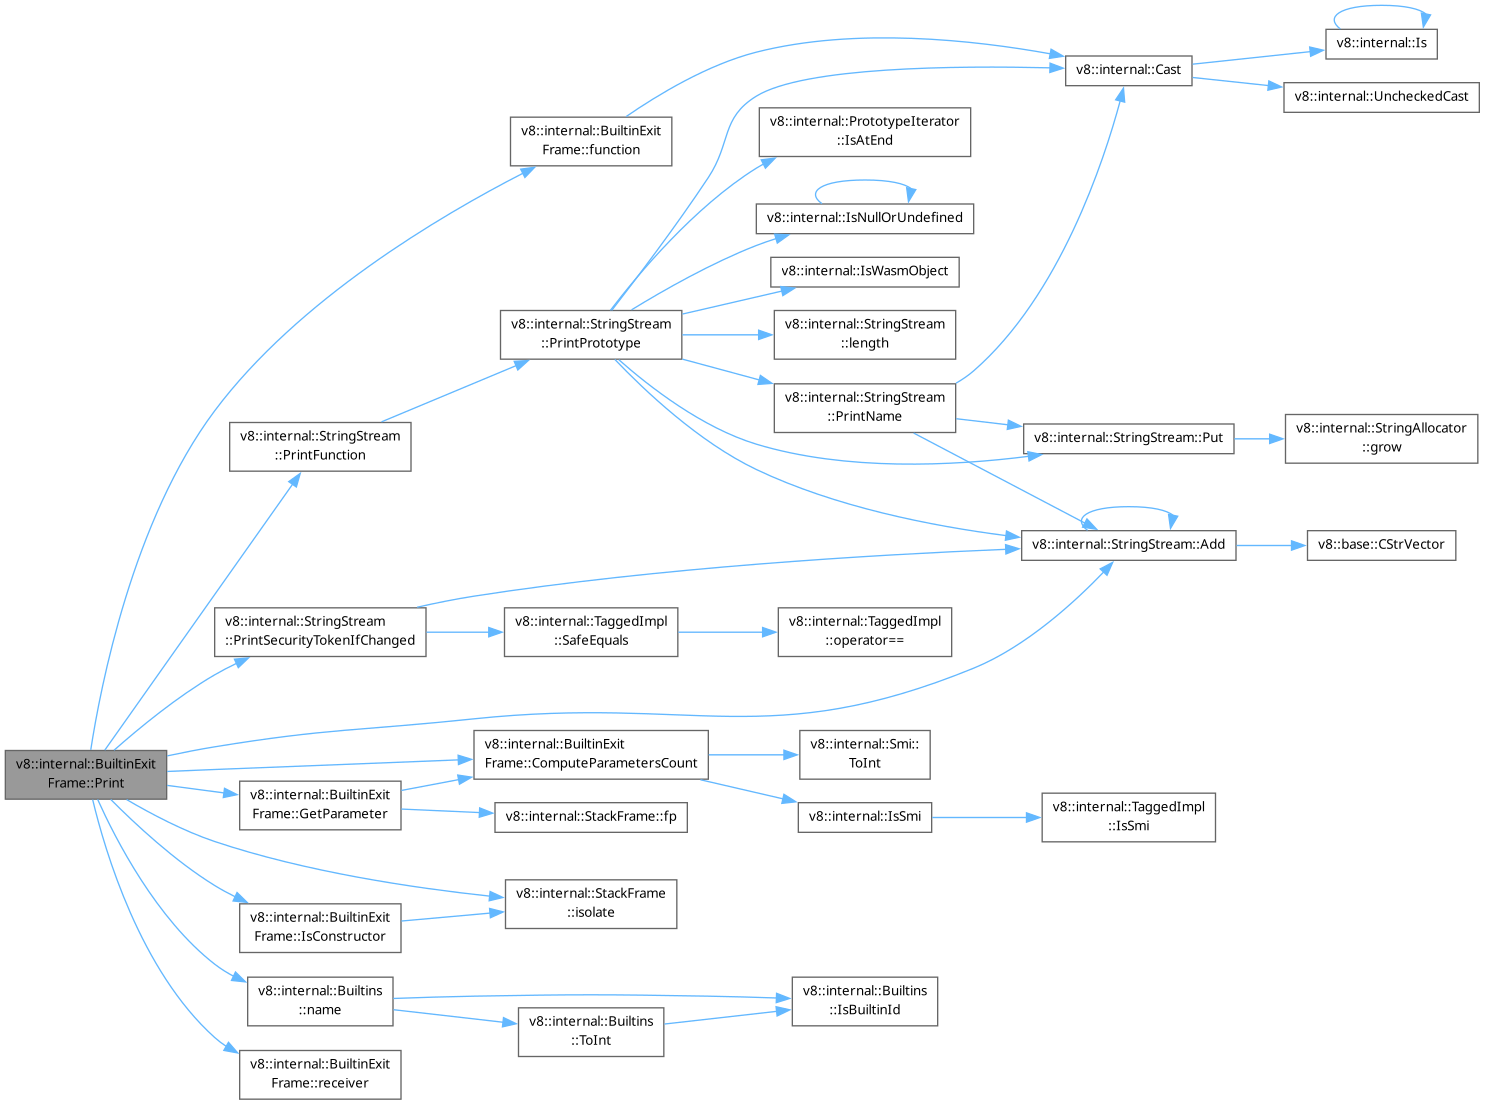 v8::internal::Is
v8::internal::Cast
v8::internal::UncheckedCast
v8::internal::BuiltinExit
Frame::function
v8::internal::PrototypeIterator
::IsAtEnd
v8::internal::IsNullOrUndefined
v8::internal::IsWasmObject
v8::internal::StringStream
::PrintPrototype
v8::internal::StringStream
::length
v8::internal::StringStream
::PrintName
v8::internal::StringStream
::PrintFunction
v8::internal::StringStream::Put
v8::internal::StringAllocator
::grow
v8::internal::StringStream::Add
v8::base::CStrVector
v8::internal::StringStream
::PrintSecurityTokenIfChanged
v8::internal::TaggedImpl
::SafeEquals
v8::internal::TaggedImpl
::operator==
v8::internal::BuiltinExit
Frame::Print
v8::internal::BuiltinExit
Frame::ComputeParametersCount
v8::internal::Smi::
ToInt
v8::internal::BuiltinExit
Frame::GetParameter
v8::internal::StackFrame::fp
v8::internal::IsSmi
v8::internal::TaggedImpl
::IsSmi
v8::internal::StackFrame
::isolate
v8::internal::BuiltinExit
Frame::IsConstructor
v8::internal::Builtins
::name
v8::internal::Builtins
::IsBuiltinId
v8::internal::Builtins
::ToInt
v8::internal::BuiltinExit
Frame::receiver